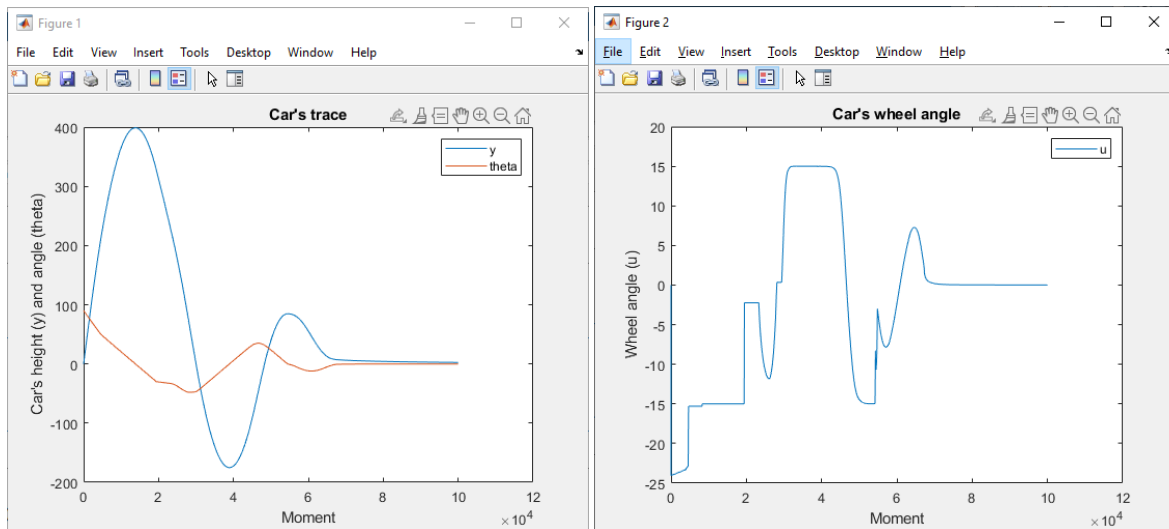 Figure 1
File Edit View Insert Tools Desktop Window Help
Car's trace
400
300
200
100
0
-100
-200
y
theta
Car's height (y) and angle (theta)
0 2 4 6 8 10 12
Moment
×10^4
Figure 2
File Edit View Insert Tools Desktop Window Help
Car's wheel angle
20
15
10
5
0
-5
-10
-15
-20
-25
u
Wheel angle (u)
0 2 4 6 8 10 12
Moment
×10^4